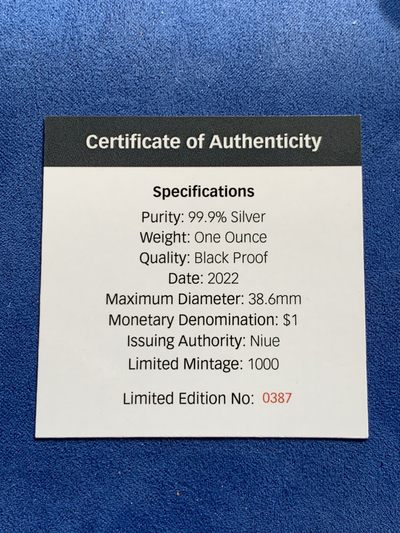 Certificate of Authenticity
Specifications
Purity: 99.9% Silver
Weight: One Ounce
Quality: Black Proof
Date: 2022
Maximum Diameter: 38.6mm
Monetary Denomination: $1
Issuing Authority: Niue
Limited Mintage: 1000
Limited Edition No: 0387